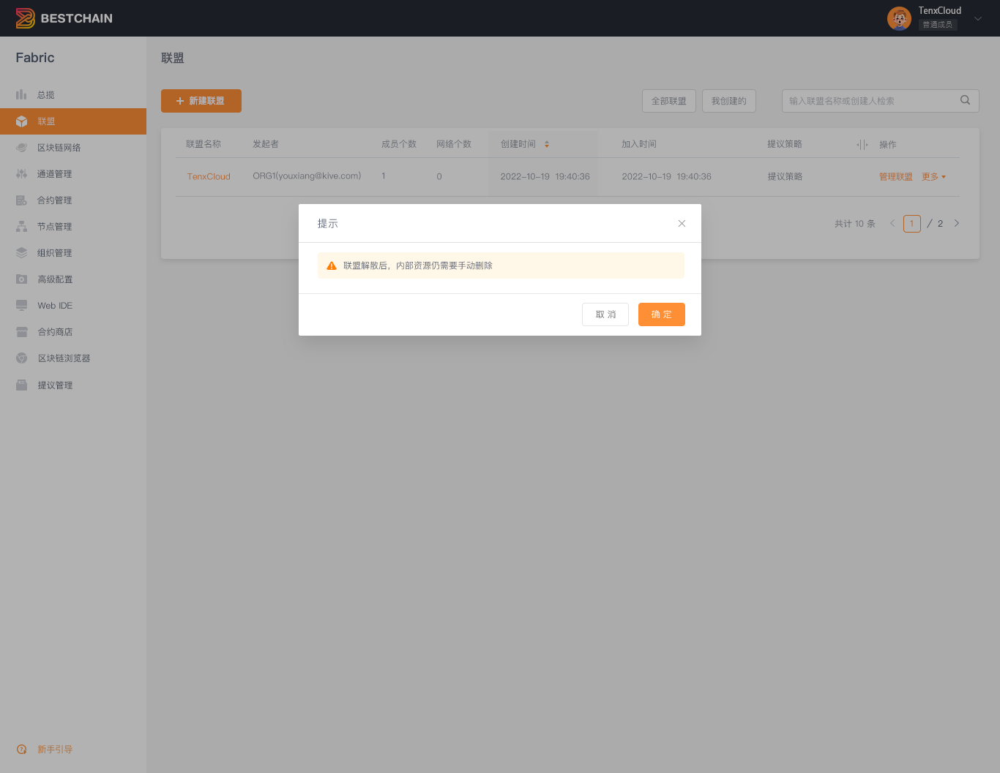 BESTCHAIN
TenxCloud
普通成员
Fabric
总揽
联盟
区块链网络
通道管理
合约管理
节点管理
组织管理
高级配置
Web IDE
合约商店
区块链浏览器
提议管理
新手引导
联盟
+ 新建联盟
全部联盟
我创建的
输入联盟名称或创建人检索
联盟名称 发起者 成员个数 网络个数 创建时间 加入时间 提议策略 操作
TenxCloud ORG1(youxiang@kive.com) 1 0 2022-10-19 19:40:36 2022-10-19 19:40:36 提议策略 管理联盟 更多
共计 10 条 < 1 / 2 >
提示
联盟解散后，内部资源仍需要手动删除
取 消
确 定